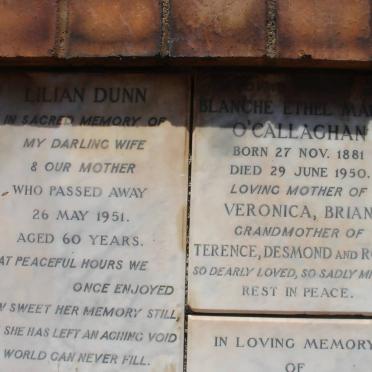 LILIAN DUNN
IN SACRED MEMORY OF
MY DARLING WIFE
& OUR MOTHER
WHO PASSED AWAY
26 MAY 1951.
AGED 60 YEARS.
PEACEFUL HOURS WE
ONCE ENJOYED
SWEET HER MEMORY STILL,
SHE HAS LEFT AN ACHING VOID
WORLD CAN NEVER FILL.
BLANCHE ETHEL
O'CALLAGHAN
BORN 27 NOV. 1881
DIED 29 JUNE 1950.
LOVING MOTHER OF
VERONICA, BRIAN
GRANDMOTHER OF
TERENCE, DESMOND AND
SO DEARLY LOVED, SO SADLY
REST IN PEACE.
IN LOVING MEMORY
OF